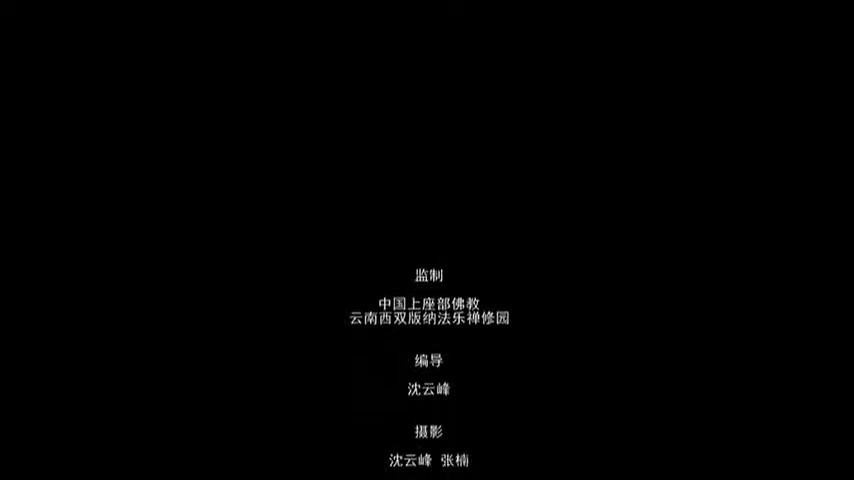 监制
中国上座部佛教
云南西双版纳法乐禅修园
编导
沈云峰
摄影
沈云峰 张楠